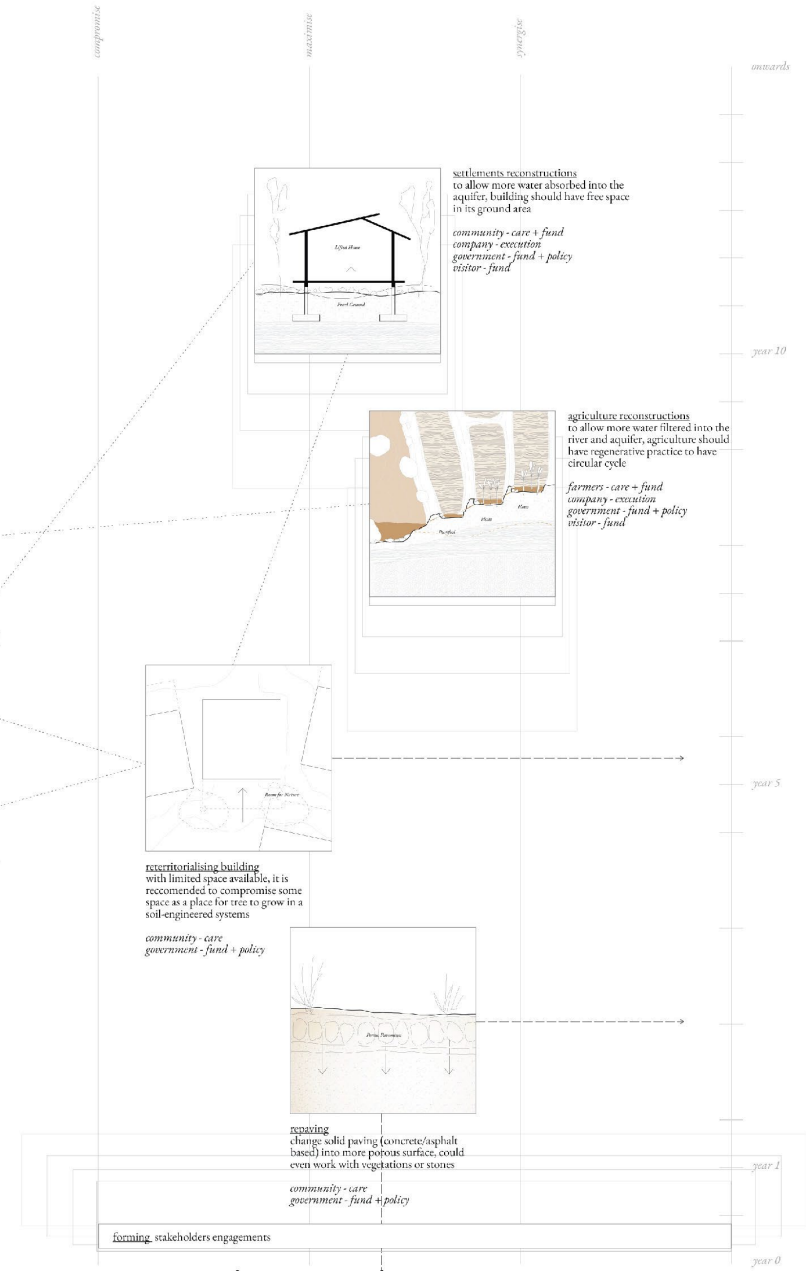 compromise
maximise
synergise
onwards
settlements reconstructions
to allow more water absorbed into the
aquifer, building should have free space
in its ground area
community - care + fund
company - execution
government - fund + policy
visitor - fund
Lifted House
year 10
agriculture reconstructions
to allow more water filtered into the
river and aquifer, agriculture should
have regenerative practice to have
circular cycle
farmers - care + fund
company - execution
government - fund + policy
visitor - fund
year 5
Room for Nature
reterritorialising building
with limited space available, it is
reccomended to compromise some
space as a place for tree to grow in a
soil-engineered systems
community - care
government - fund + policy
repaving
change solid paving (concrete/asphalt
based) into more porous surface, could
even work with vegetations or stones
community - care
government - fund + policy
year 1
forming stakeholders engagements
year 0